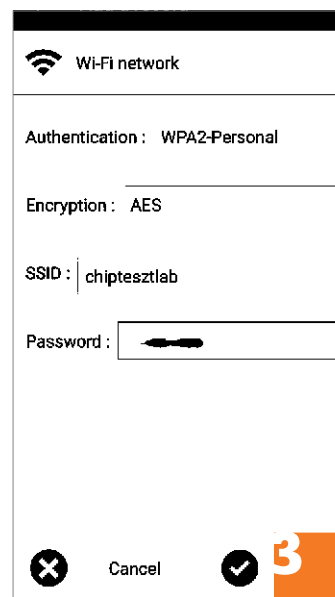 Wi-Fi network
Authentication : WPA2-Personal
Encryption : AES
SSID : chiptesztlab
Password :
Cancel
3